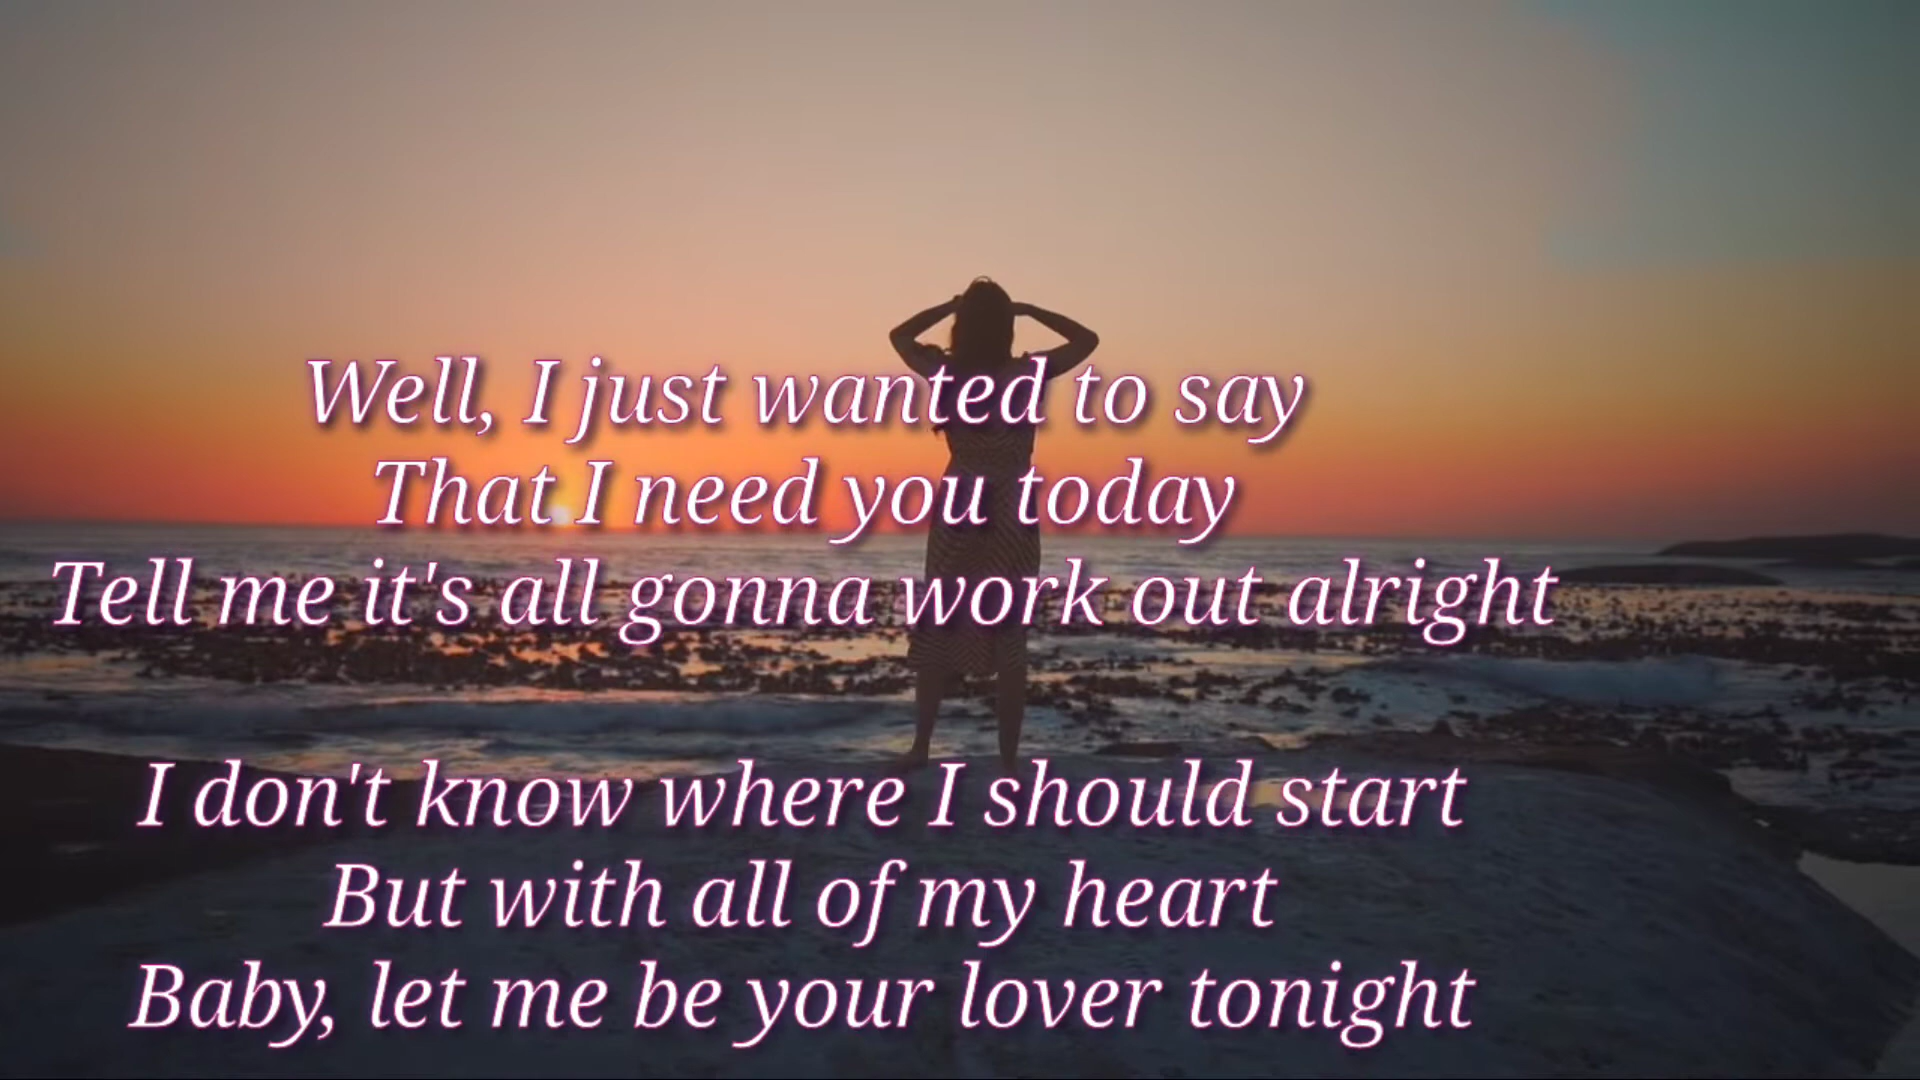 Well, I just wanted to say
That I need you today
Tell me it's all gonna work out alright
I don't know where I should start
But with all of my heart
Baby, let me be your lover tonight